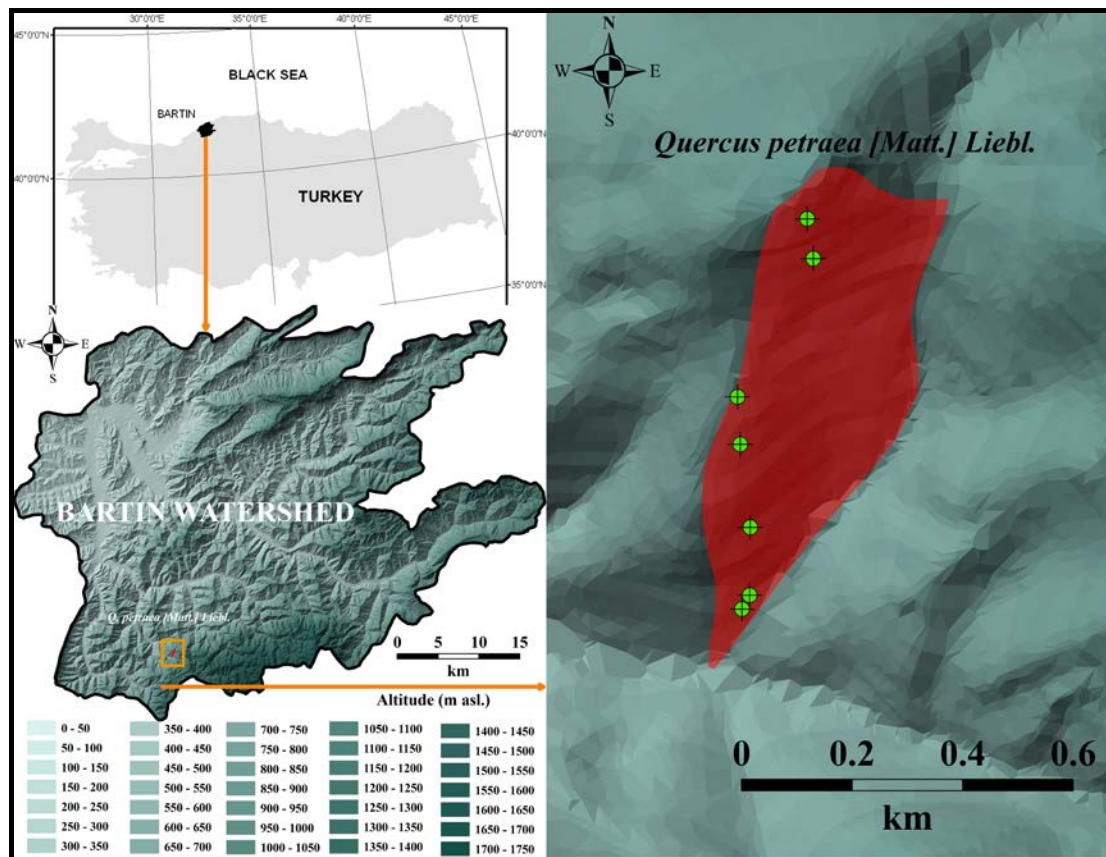 30°0'0"E 35°0'0"E 40°0'0"E 45°0'0"E
45°0'0"N
BLACK SEA
BARTIN
40°0'0"N
40°0'0"N
TURKEY
35°0'0"N
N
W E
S
BARTIN WATERSHED
Q. petraea [Matt.] Liebl.
0 5 10 15
km
Altitude (m asl.)
0 - 50
50 - 100
100 - 150
150 - 200
200 - 250
250 - 300
300 - 350
350 - 400
400 - 450
450 - 500
500 - 550
550 - 600
600 - 650
650 - 700
700 - 750
750 - 800
800 - 850
850 - 900
900 - 950
950 - 1000
1000 - 1050
1050 - 1100
1100 - 1150
1150 - 1200
1200 - 1250
1250 - 1300
1300 - 1350
1350 - 1400
1400 - 1450
1450 - 1500
1500 - 1550
1550 - 1600
1600 - 1650
1650 - 1700
1700 - 1750
N
W E
S
Quercus petraea [Matt.] Liebl.
0 0.2 0.4 0.6
km